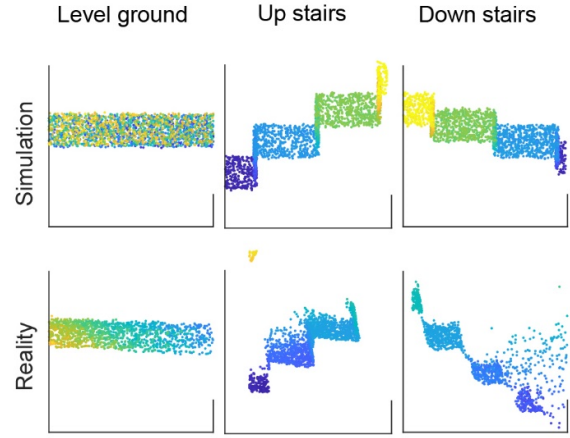 Level ground
Up stairs
Down stairs
Simulation
Reality